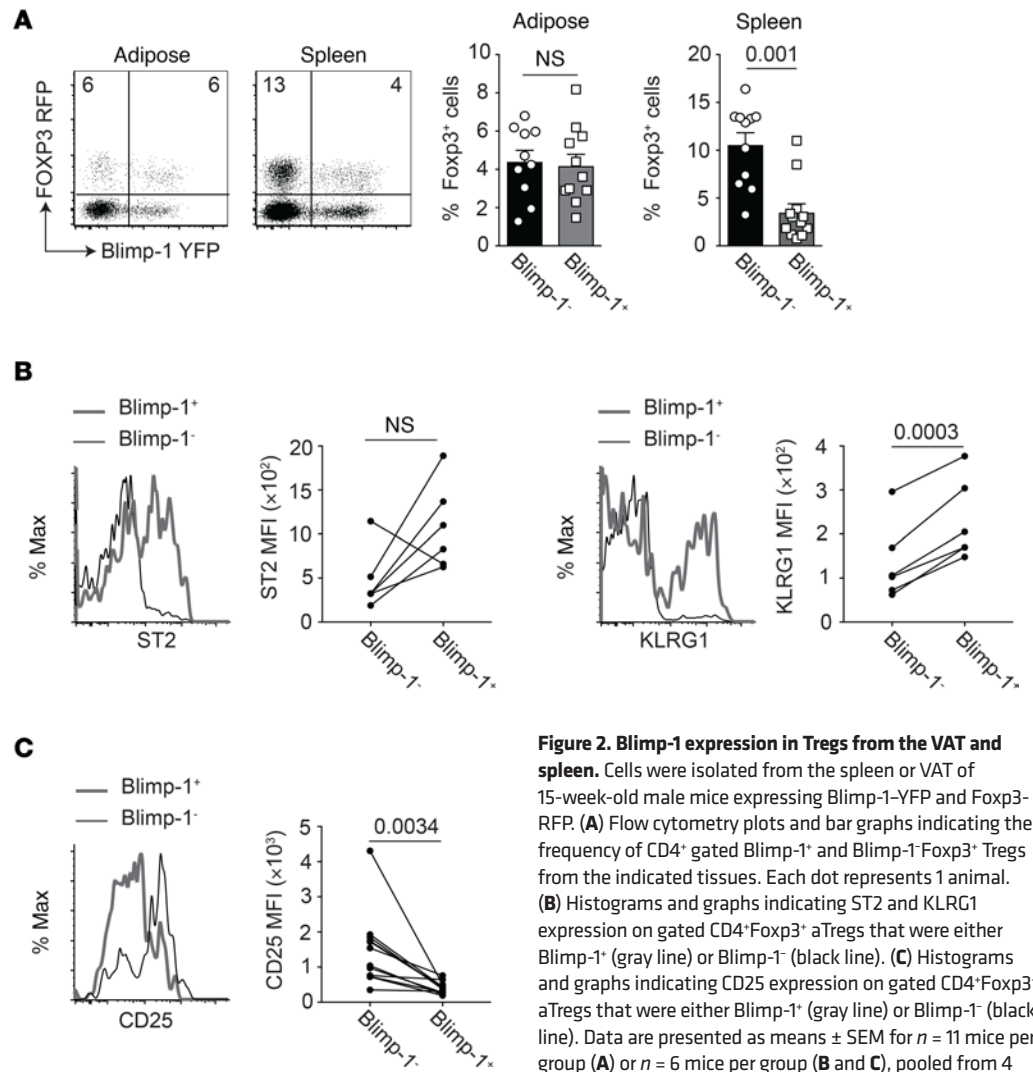 A
Adipose
Spleen
6
6
13
4
FOXP3 RFP
Blimp-1 YFP
Adipose
NS
% Foxp3⁺ cells
10
8
6
4
2
0
Blimp-1⁻
Blimp-1⁺
Spleen
0.001
% Foxp3⁺ cells
20
15
10
5
0
Blimp-1⁻
Blimp-1⁺
B
Blimp-1⁺
Blimp-1⁻
% Max
ST2
NS
ST2 MFI (×10²)
20
15
10
5
0
Blimp-1⁻
Blimp-1⁺
Blimp-1⁺
Blimp-1⁻
% Max
KLRG1
0.0003
KLRG1 MFI (×10²)
4
3
2
1
0
Blimp-1⁻
Blimp-1⁺
C
Blimp-1⁺
Blimp-1⁻
% Max
CD25
0.0034
CD25 MFI (×10³)
5
4
3
2
1
0
Blimp-1⁻
Blimp-1⁺
Figure 2. Blimp-1 expression in Tregs from the VAT and
spleen. Cells were isolated from the spleen or VAT of
15-week-old male mice expressing Blimp-1–YFP and Foxp3-
RFP. (A) Flow cytometry plots and bar graphs indicating the
frequency of CD4⁺ gated Blimp-1⁺ and Blimp-1⁻Foxp3⁺ Tregs
from the indicated tissues. Each dot represents 1 animal.
(B) Histograms and graphs indicating ST2 and KLRG1
expression on gated CD4⁺Foxp3⁺ aTregs that were either
Blimp-1⁺ (gray line) or Blimp-1⁻ (black line). (C) Histograms
and graphs indicating CD25 expression on gated CD4⁺Foxp3⁺
aTregs that were either Blimp-1⁺ (gray line) or Blimp-1⁻ (black
line). Data are presented as means ± SEM for n = 11 mice per
group (A) or n = 6 mice per group (B and C), pooled from 4